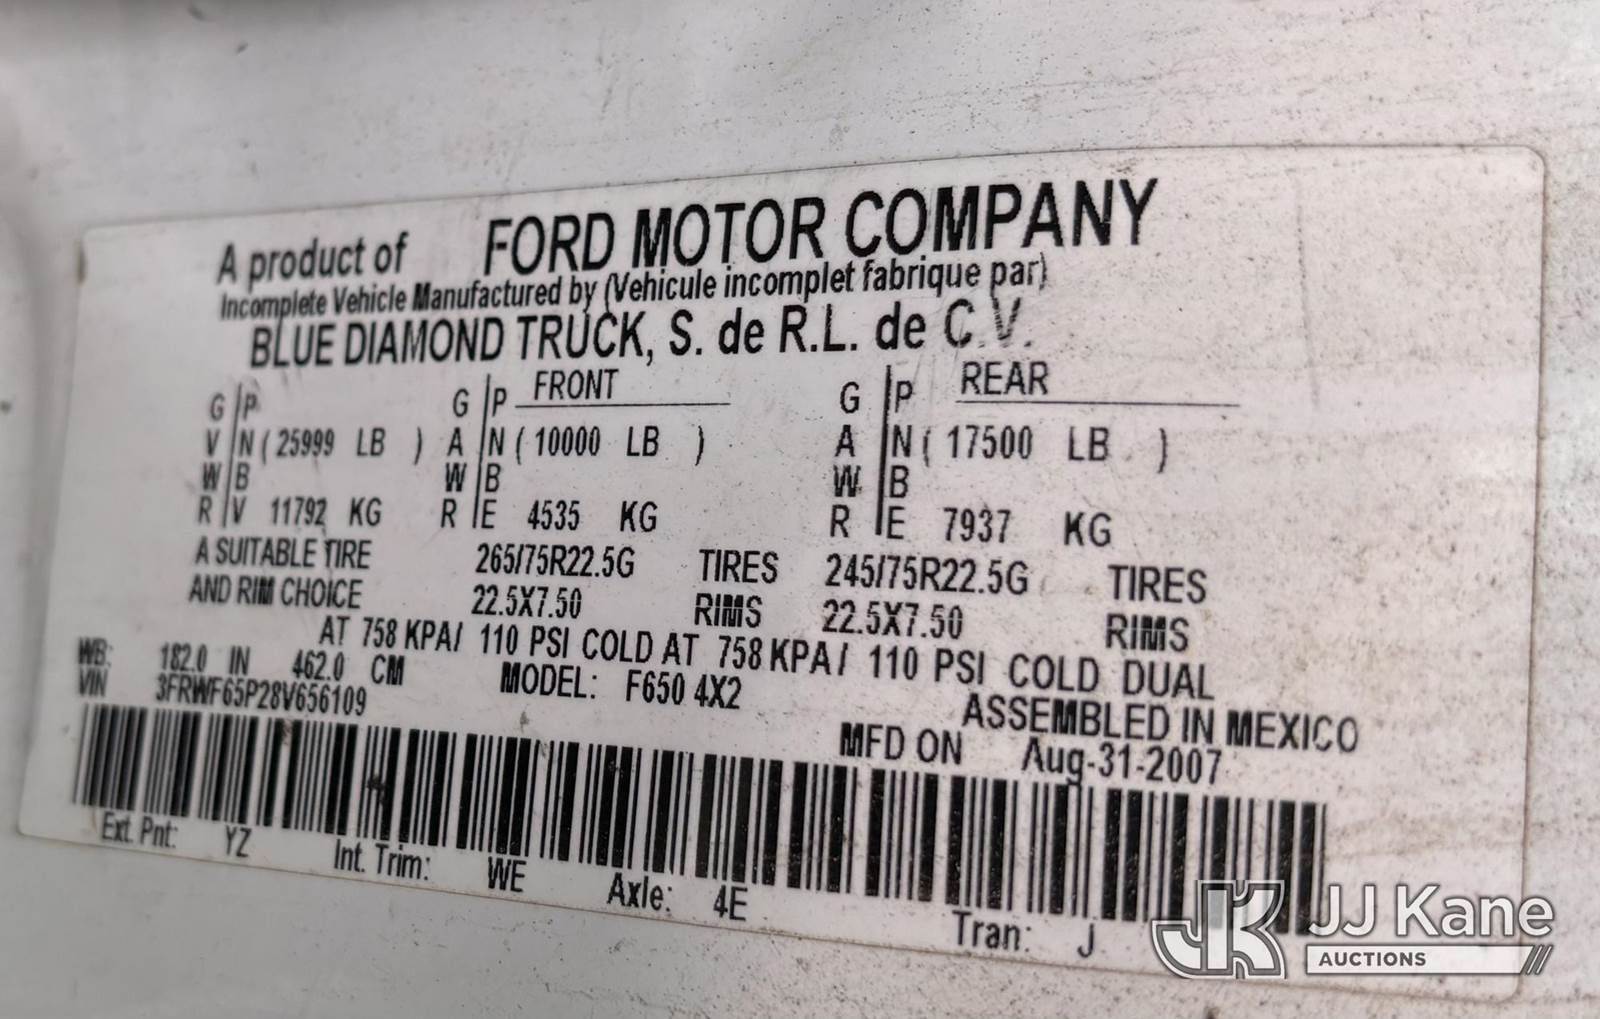 A product of FORD MOTOR COMPANY
Incomplete Vehicle Manufactured by (Vehicule incomplet fabrique par)
BLUE DIAMOND TRUCK, S. de R.L. de C.V.
G P G P FRONT G P REAR
V N ( 25999 LB ) A N ( 10000 LB ) A N ( 17500 LB )
W B W B W B
R V 11792 KG R E 4535 KG R E 7937 KG
A SUITABLE TIRE 265/75R22.5G TIRES 245/75R22.5G TIRES
AND RIM CHOICE 22.5X7.50 RIMS 22.5X7.50 RIMS
AT 758 KPA/ 110 PSI COLD AT 758 KPA/ 110 PSI COLD DUAL
WB: 182.0 IN 462.0 CM MODEL: F650 4X2 ASSEMBLED IN MEXICO
VIN 3FRWF65P28V656109 MFD ON Aug-31-2007
Ext. Pnt: YZ Int. Trim: WE Axle: 4E Tran: J
JK JJ Kane
AUCTIONS